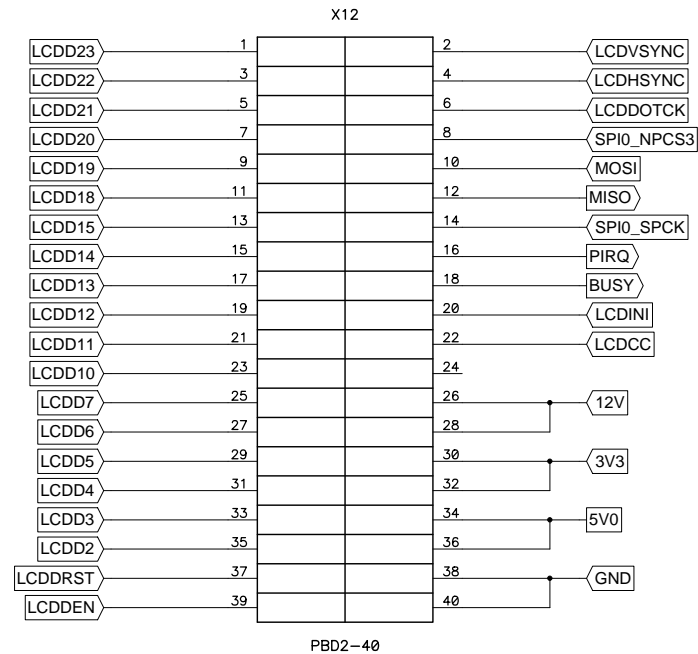 X12
LCDD23 1 2 LCDVSYNC
LCDD22 3 4 LCDHSYNC
LCDD21 5 6 LCDDOTCK
LCDD20 7 8 SPI0_NPCS3
LCDD19 9 10 MOSI
LCDD18 11 12 MISO
LCDD15 13 14 SPI0_SPCK
LCDD14 15 16 PIRQ
LCDD13 17 18 BUSY
LCDD12 19 20 LCDINI
LCDD11 21 22 LCDCC
LCDD10 23 24
LCDD7 25 26 12V
LCDD6 27 28
LCDD5 29 30 3V3
LCDD4 31 32
LCDD3 33 34 5V0
LCDD2 35 36
LCDDRST 37 38 GND
LCDDEN 39 40
PBD2-40